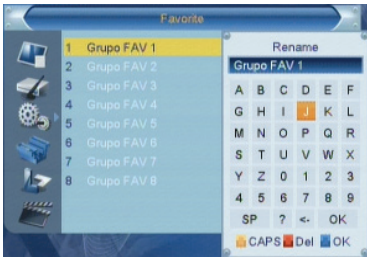 Favorite
1 Grupo FAV 1
2 Grupo FAV 2
3 Grupo FAV 3
4 Grupo FAV 4
5 Grupo FAV 5
6 Grupo FAV 6
7 Grupo FAV 7
8 Grupo FAV 8
Rename
Grupo FAV 1
A B C D E F
G H I J K L
M N O P Q R
S T U V W X
Y Z 0 1 2 3
4 5 6 7 8 9
SP ? <- OK
CAPS Del OK